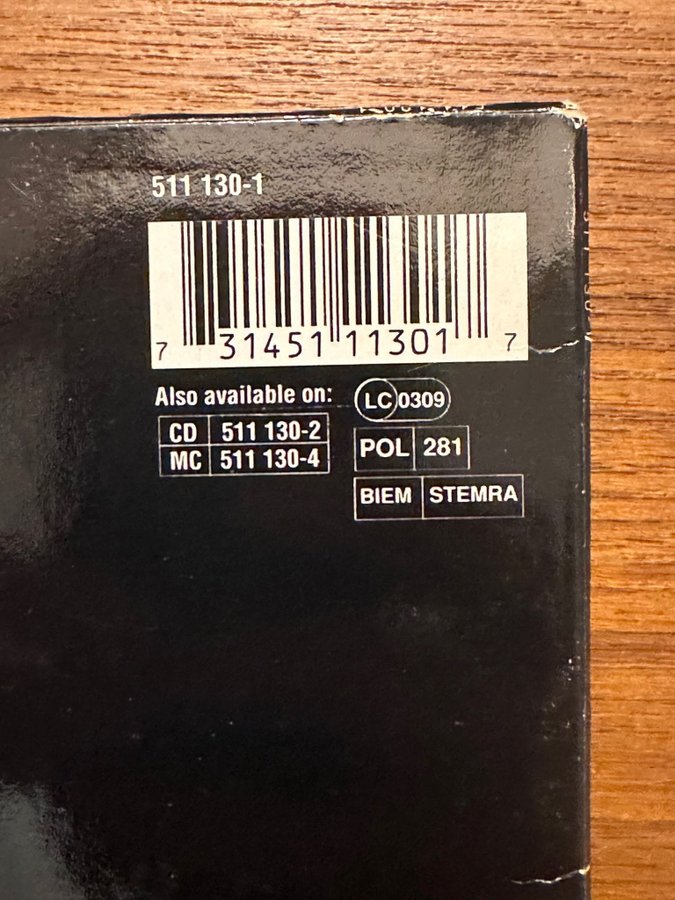 511 130-1
7 31451 11301 7
Also available on:
LC 0309
CD 511 130-2
POL 281
MC 511 130-4
BIEM STEMRA